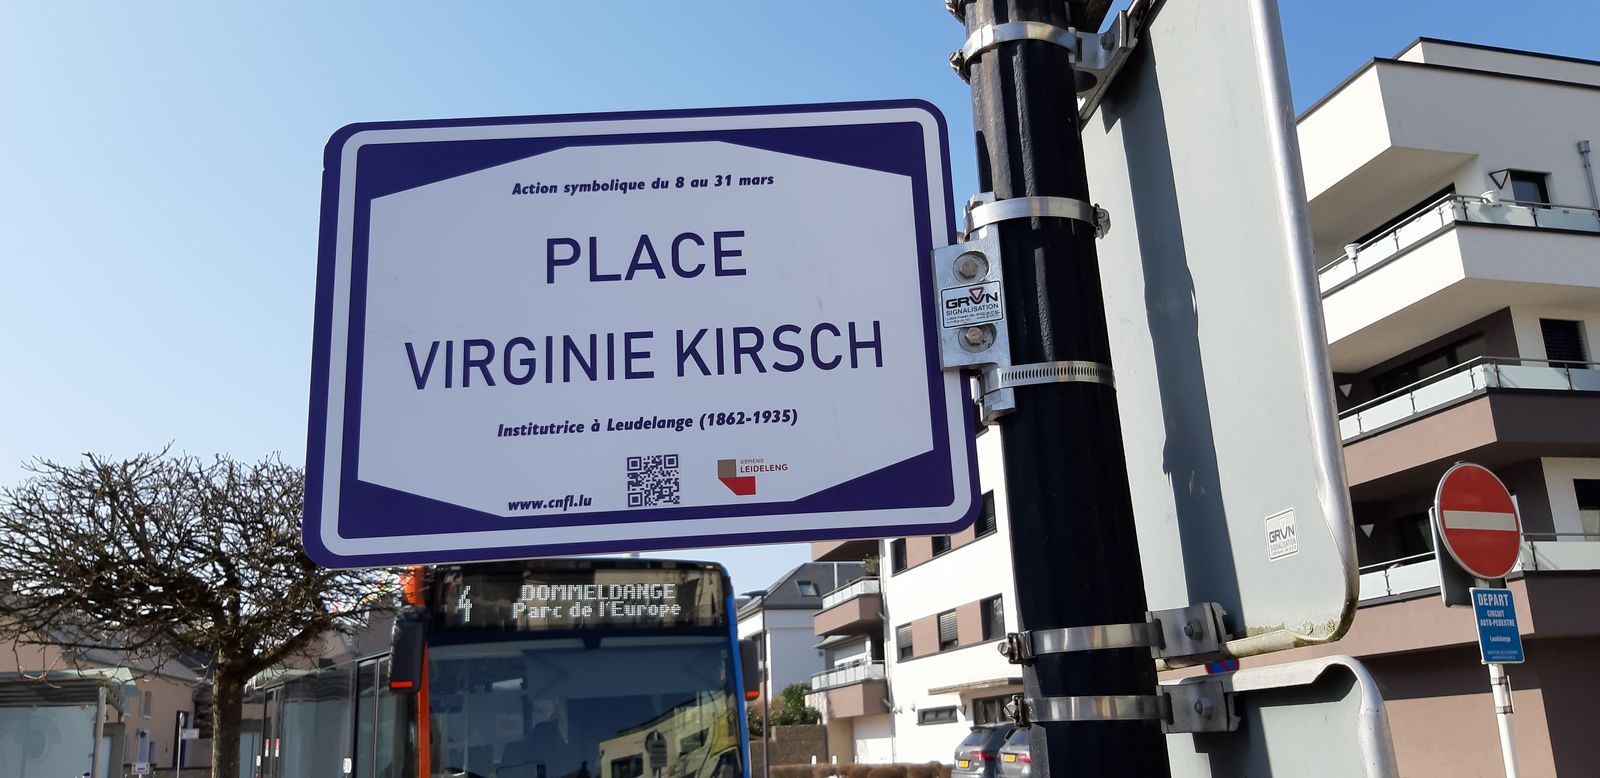 Action symbolique du 8 au 31 mars
PLACE
VIRGINIE KIRSCH
Institutrice à Leudelange (1862-1935)
www.cnfl.lu
GEMENG
LEIDELENG
GRVN
SIGNALISATION
4 DOMMELDANGE
Parc de l'Europe
GRVN
SIGNALISATION
DEPART
CIRCUIT
AUTO-PEDESTRE
Leudelange